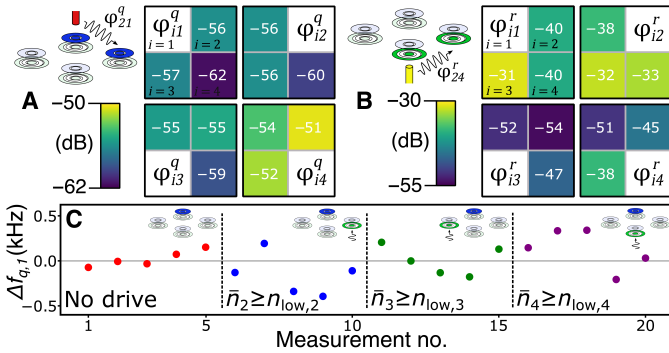 φ^q_21
A
−50
(dB)
−62
φ^q_i1
i = 1
−56
i = 2
−57
i = 3
−62
i = 4
−56
φ^q_i2
−56
−60
−55
−55
φ^q_i3
−59
−54
−51
−52
φ^q_i4
φ^r_24
B
−30
(dB)
−55
φ^r_i1
i = 1
−40
i = 2
−31
i = 3
−40
i = 4
−38
φ^r_i2
−32
−33
−52
−54
φ^r_i3
−47
−51
−45
−38
φ^r_i4
C
Δf_q,1 (kHz)
0.5
0.0
−0.5
No drive
n̄_2 ≥ n_low,2
n̄_3 ≥ n_low,3
n̄_4 ≥ n_low,4
1
5
10
15
20
Measurement no.